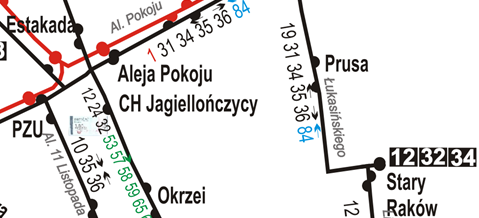 Estakada
Al. Pokoju
1 31 34 35 36 84
Aleja Pokoju
CH Jagiellończycy
PZU
12 24 32 53 57 58 59 65
10 35 36
Al. 11 Listopada
Okrzei
19 31 34 35 36 84
Prusa
Łukasińskiego
12 32 34
Stary
Raków
12